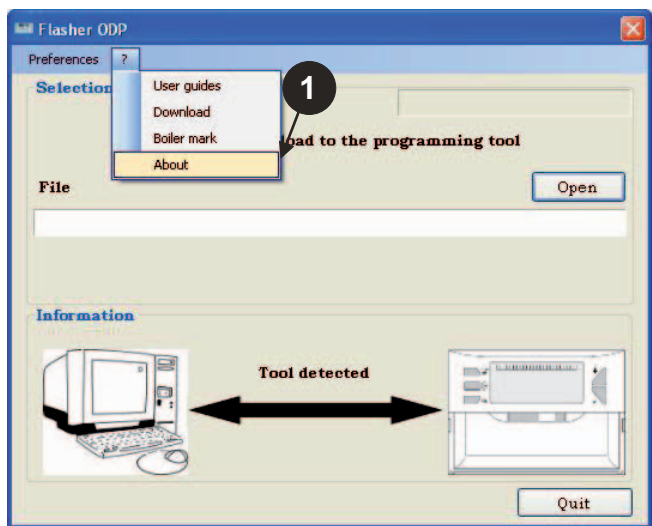 Flasher ODP
Preferences ?
Selection
User guides
Download
Boiler mark
About
1
oad to the programming tool
File
Open
Information
Tool detected
Quit